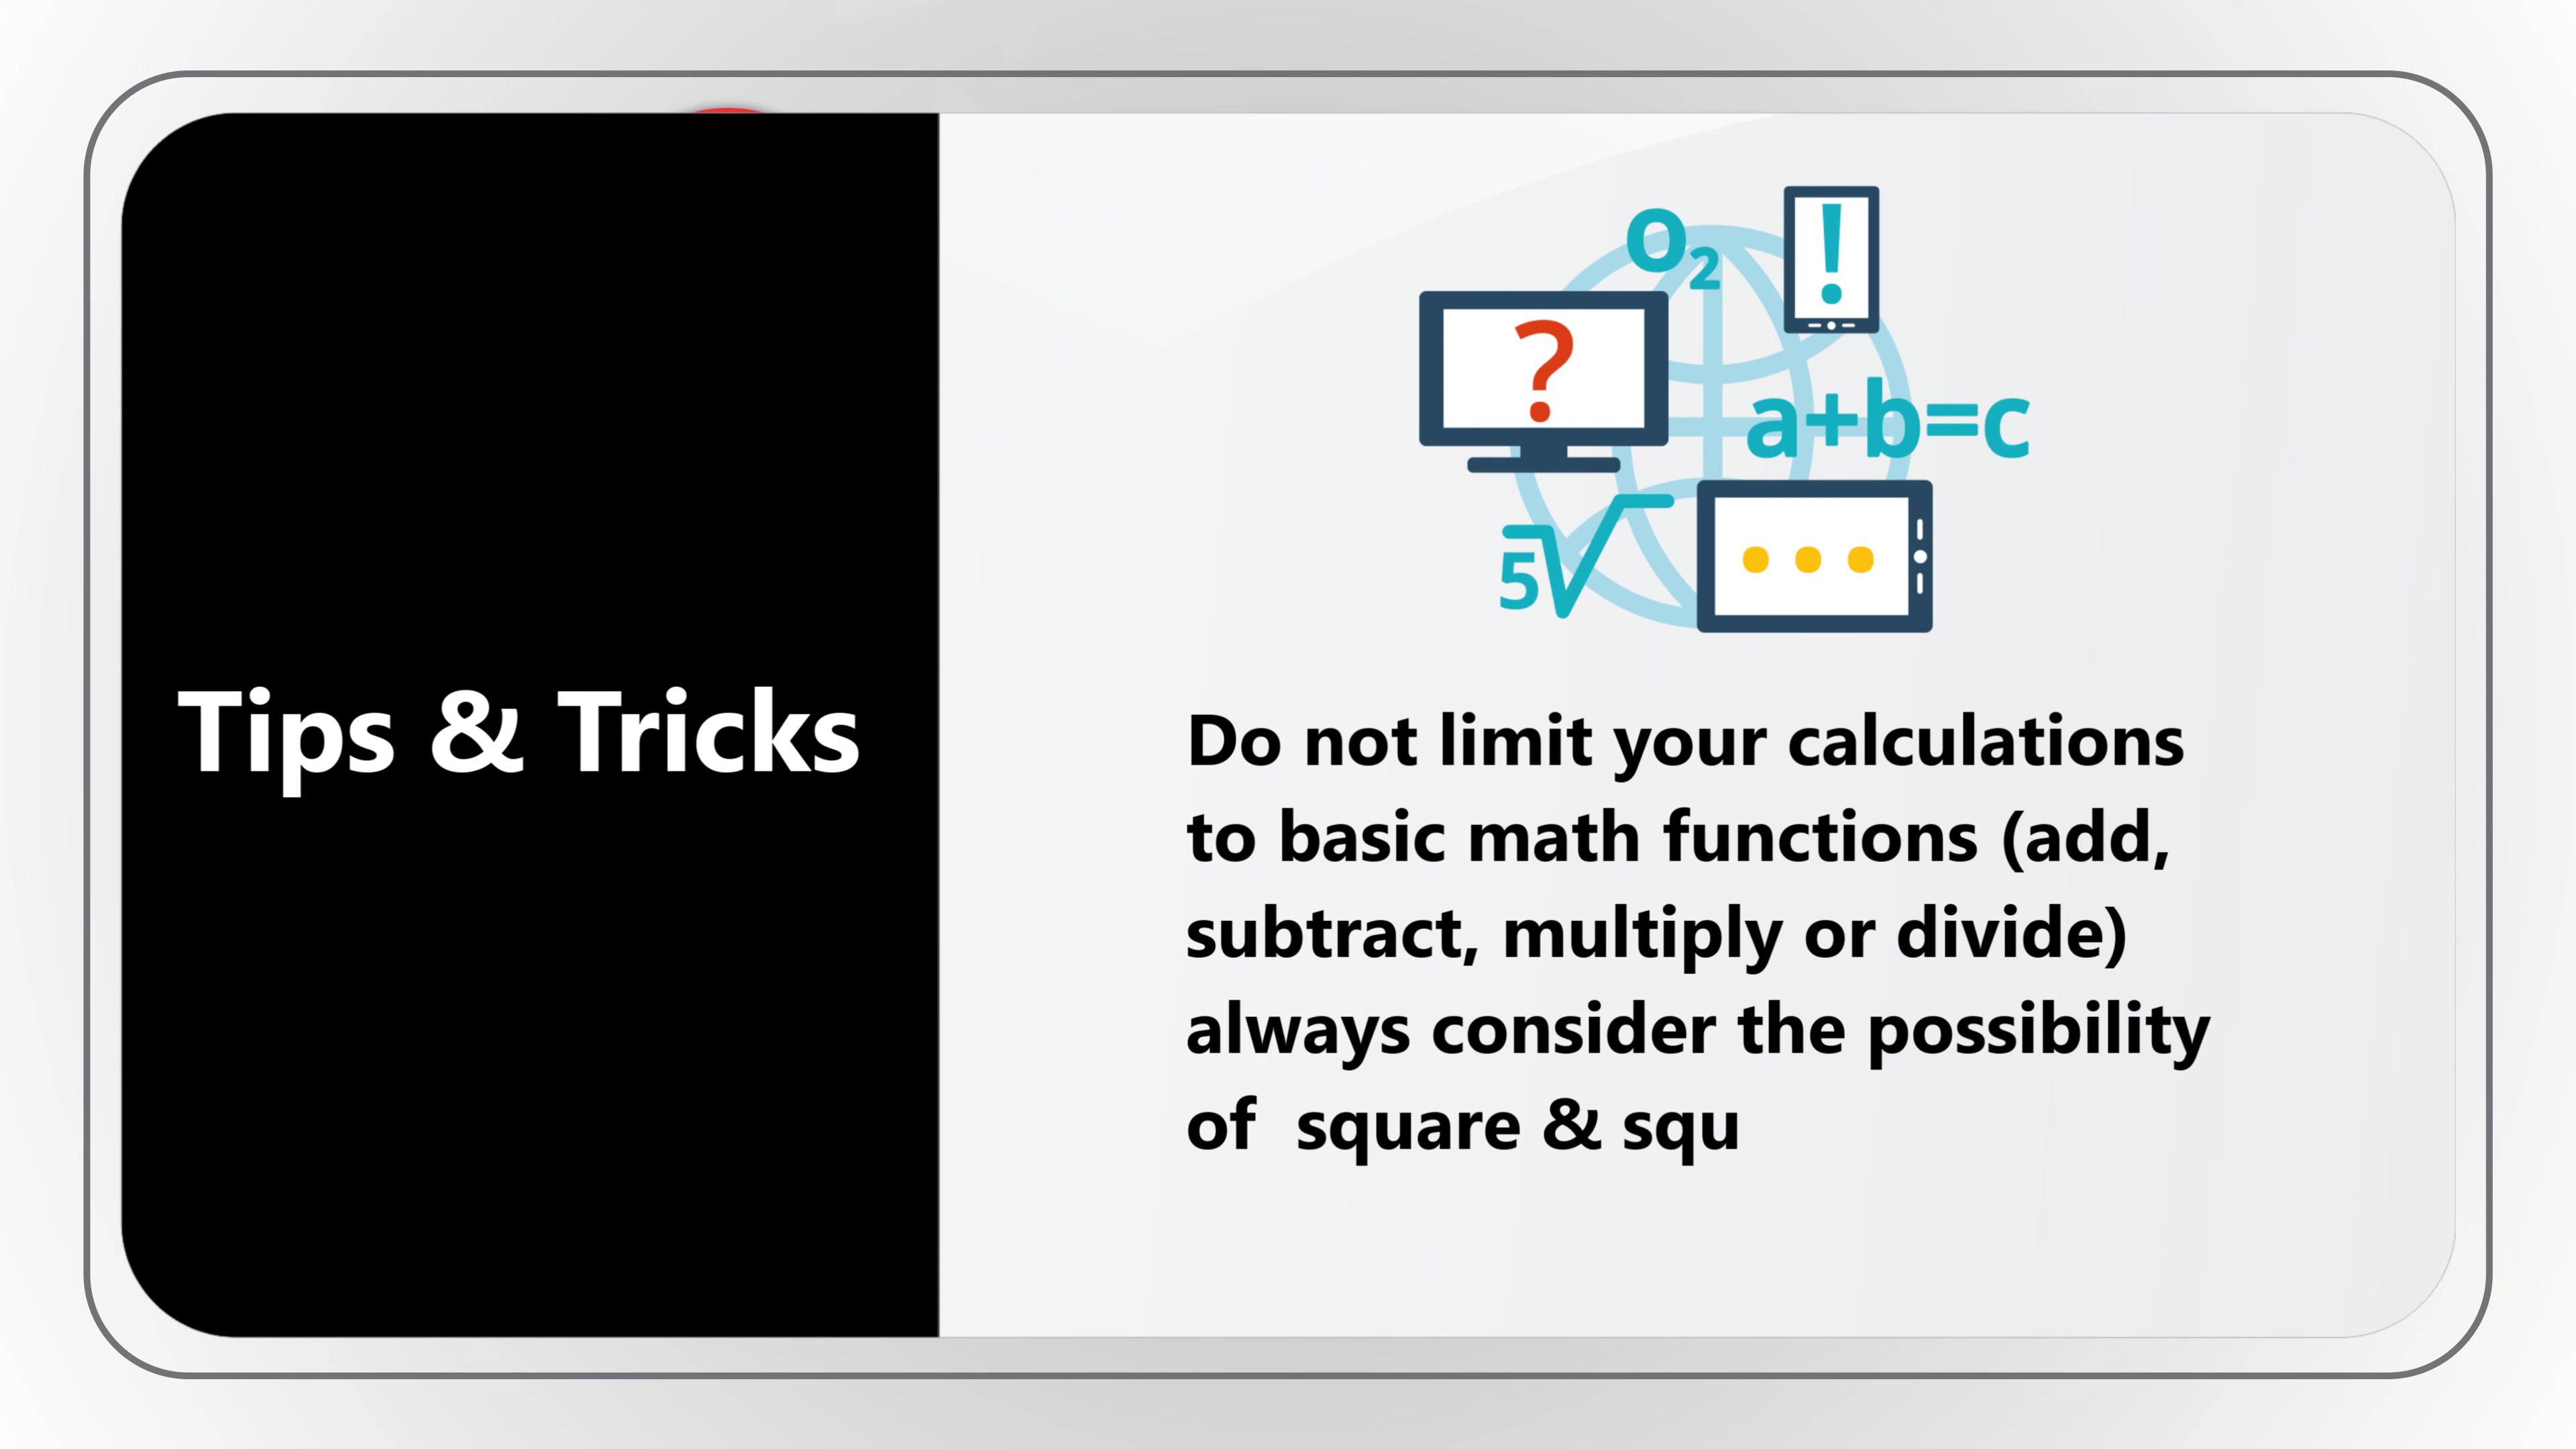 Tips & Tricks
O₂
!
?
a+b=c
5√
Do not limit your calculations
to basic math functions (add,
subtract, multiply or divide)
always consider the possibility
of  square & squ